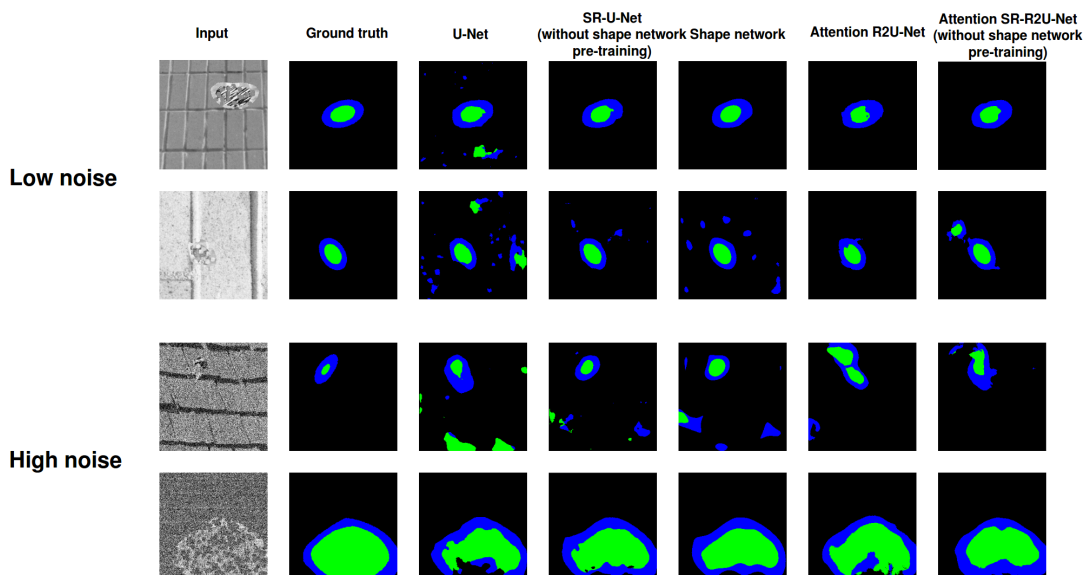 Input
Ground truth
U-Net
SR-U-Net
(without shape network
pre-training)
Shape network
Attention R2U-Net
Attention SR-R2U-Net
(without shape network
pre-training)
Low noise
High noise